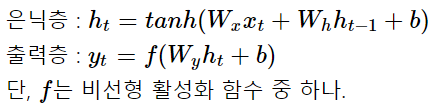 은닉층 : h_t = tanh(W_x x_t + W_h h_{t-1} + b)
출력층 : y_t = f(W_y h_t + b)
단, f는 비선형 활성화 함수 중 하나.